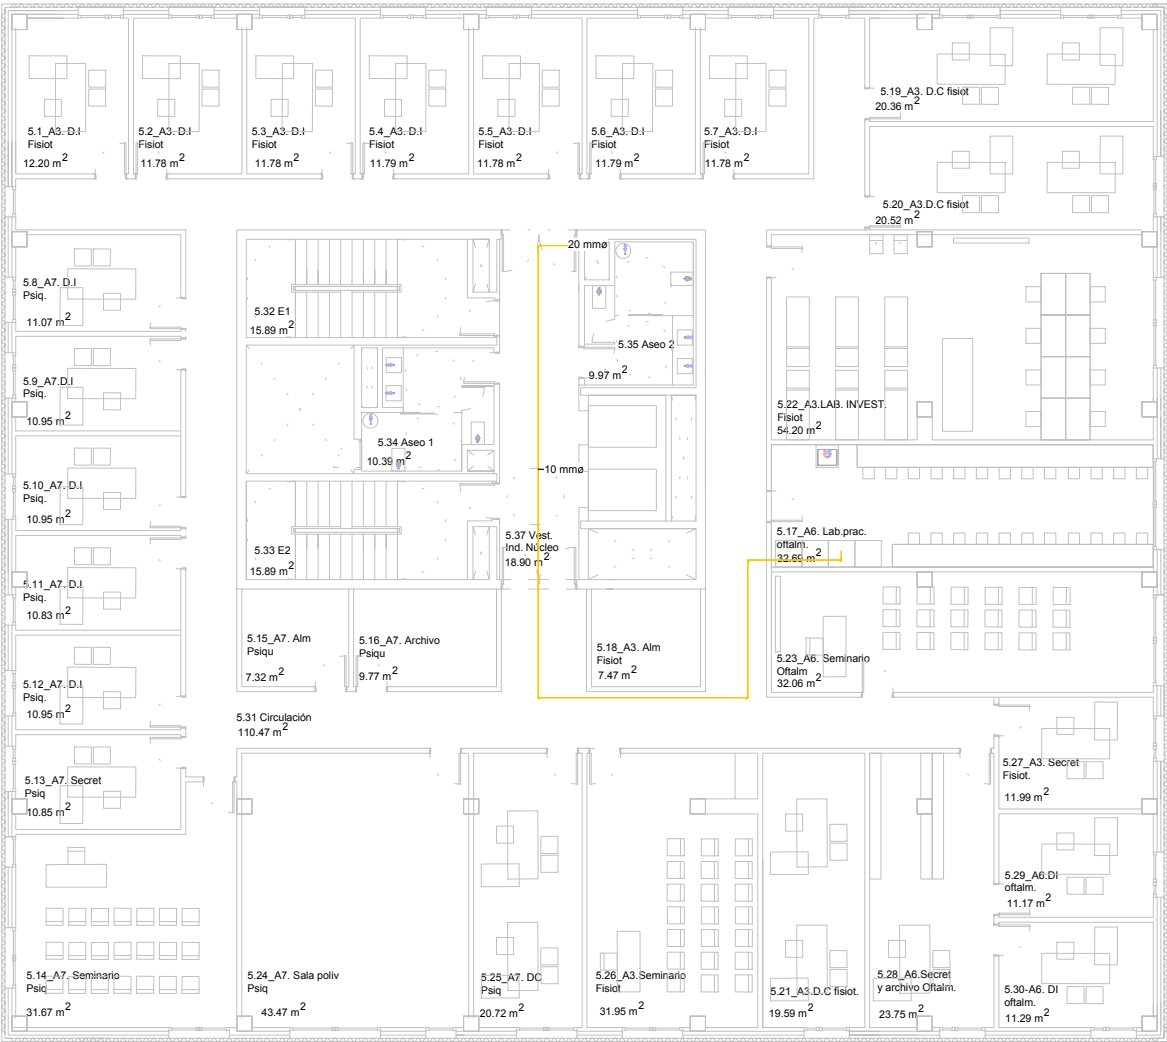 5.1_A3. D.I
Fisiot
12.20 m2
5.2_A3. D.I
Fisiot
11.78 m2
5.3_A3. D.I
Fisiot
11.78 m2
5.4_A3. D.I
Fisiot
11.79 m2
5.5_A3. D.I
Fisiot
11.78 m2
5.6_A3. D.I
Fisiot
11.79 m2
5.7_A3. D.I
Fisiot
11.78 m2
5.19_A3. D.C fisiot
20.36 m2
5.20_A3.D.C fisiot
20.52 m2
20 mmø
5.8_A7. D.I
Psiq.
11.07 m2
5.32 E1
15.89 m2
5.35 Aseo 2
9.97 m2
5.9_A7.D.I
Psiq.
10.95 m2
5.22_A3.LAB. INVEST.
Fisiot
54.20 m2
5.34 Aseo 1
10.39 m2
10 mmø
5.10_A7. D.I
Psiq.
10.95 m2
5.33 E2
15.89 m2
5.37 Vest.
Ind. Núcleo
18.90 m2
5.17_A6. Lab.prac.
oftalm.
32.69 m2
5.11_A7. D.I
Psiq.
10.83 m2
5.15_A7. Alm
Psiqu
7.32 m2
5.16_A7. Archivo
Psiqu
9.77 m2
5.18_A3. Alm
Fisiot
7.47 m2
5.23_A6. Seminario
Oftalm
32.06 m2
5.12_A7. D.I
Psiq.
10.95 m2
5.31 Circulación
110.47 m2
5.13_A7. Secret
Psiq
10.85 m2
5.27_A3. Secret
Fisiot.
11.99 m2
5.29_A6.DI
oftalm.
11.17 m2
5.14_A7. Seminario
Psiq
31.67 m2
5.24_A7. Sala poliv
Psiq
43.47 m2
5.25_A7. DC
Psiq
20.72 m2
5.26_A3.Seminario
Fisiot
31.95 m2
5.21_A3.D.C fisiot.
19.59 m2
5.28_A6.Secret
y archivo Oftalm.
23.75 m2
5.30-A6. DI
oftalm.
11.29 m2